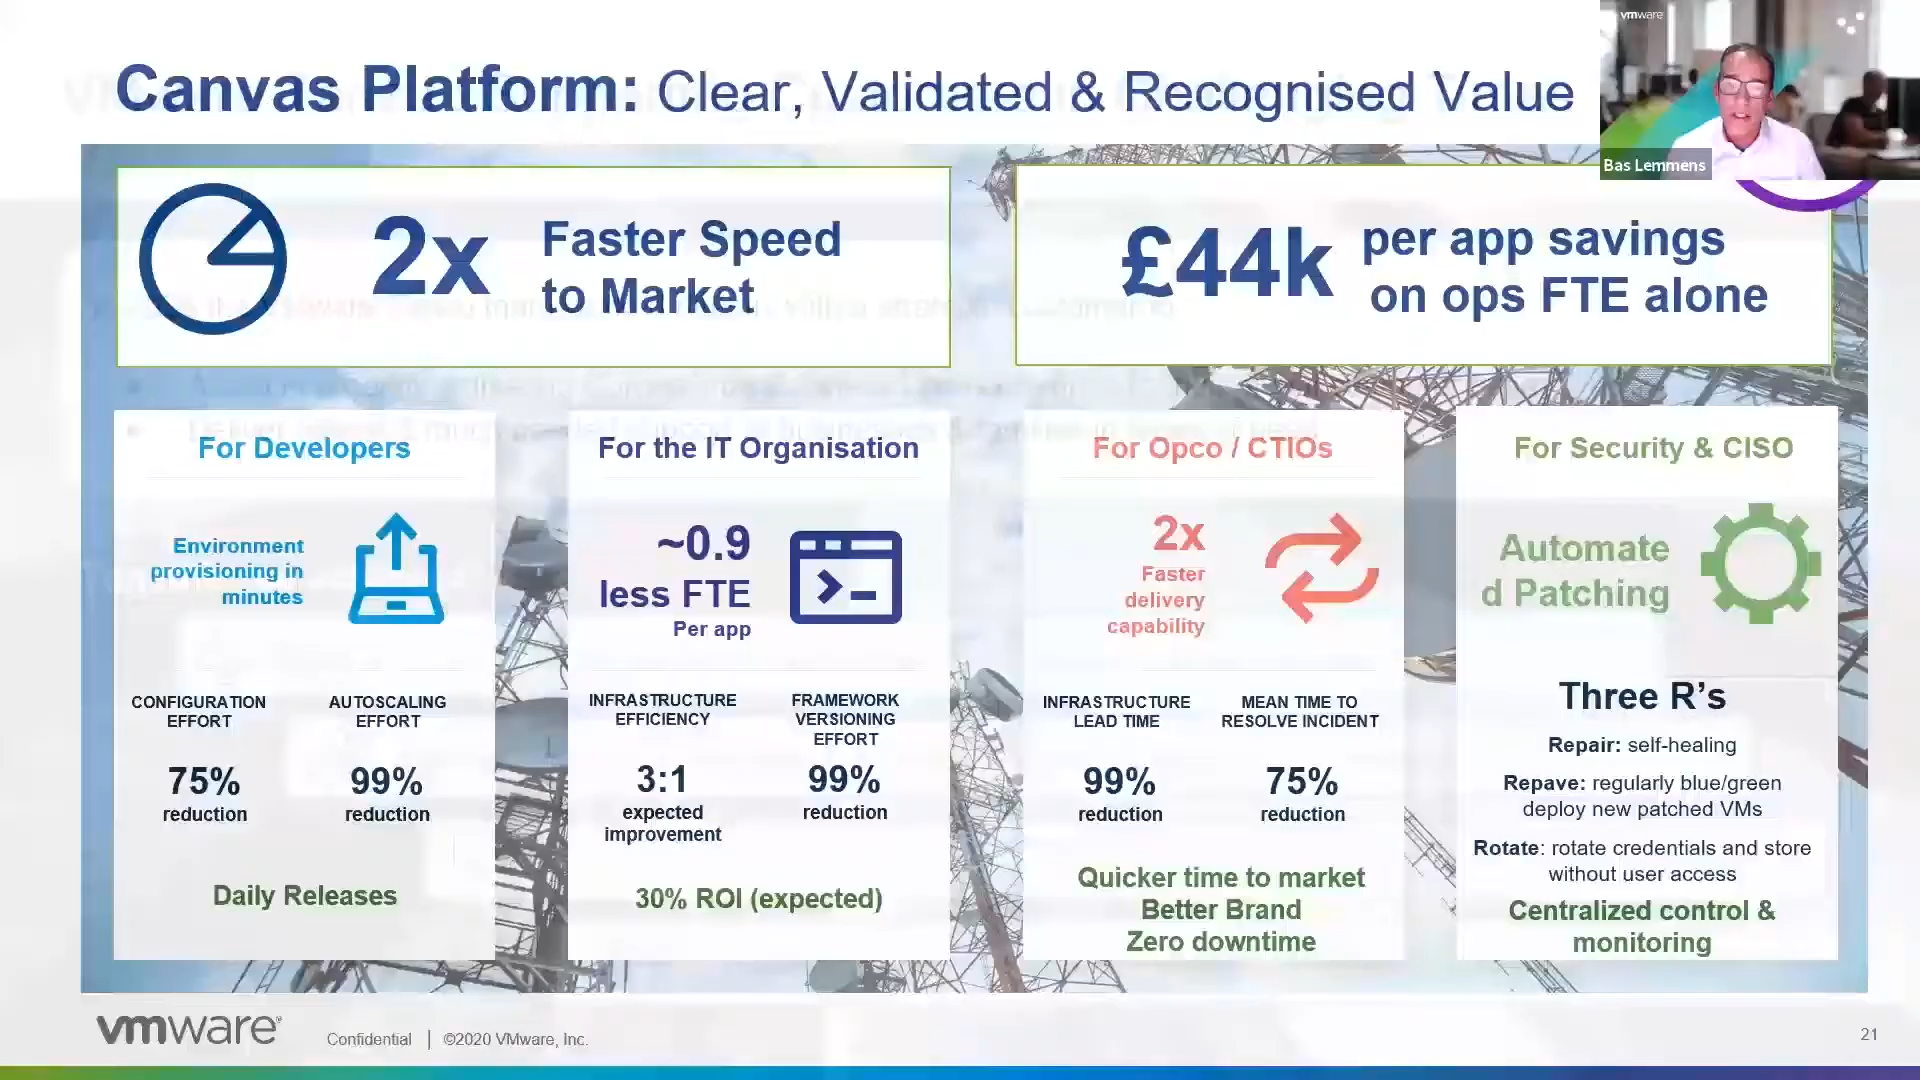 vmware
Canvas Platform: Clear, Validated & Recognised Value
Bas Lemmens
2x
Faster Speed
to Market
£44k
per app savings
on ops FTE alone
For Developers
Environment
provisioning in
minutes
CONFIGURATION
EFFORT
AUTOSCALING
EFFORT
75%
reduction
99%
reduction
Daily Releases
For the IT Organisation
~0.9
less FTE
Per app
INFRASTRUCTURE
EFFICIENCY
FRAMEWORK
VERSIONING
EFFORT
3:1
expected
improvement
99%
reduction
30% ROI (expected)
For Opco / CTIOs
2x
Faster
delivery
capability
INFRASTRUCTURE
LEAD TIME
MEAN TIME TO
RESOLVE INCIDENT
99%
reduction
75%
reduction
Quicker time to market
Better Brand
Zero downtime
For Security & CISO
Automate
d Patching
Three R’s
Repair: self-healing
Repave: regularly blue/green
deploy new patched VMs
Rotate: rotate credentials and store
without user access
Centralized control &
monitoring
vmware
Confidential | ©2020 VMware, Inc.
21